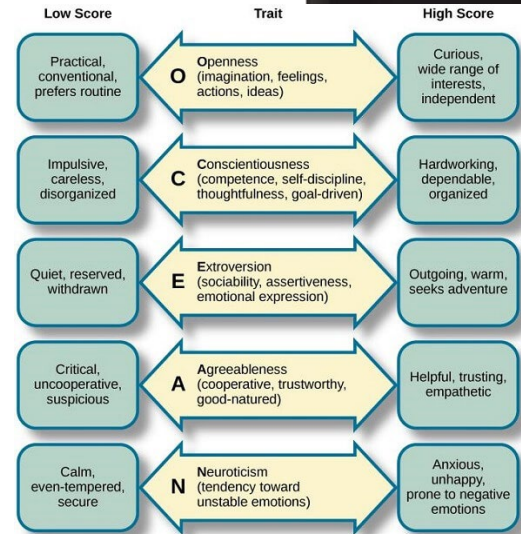 Low Score
Trait
High Score
Practical,
conventional,
prefers routine
O
Openness
(imagination, feelings,
actions, ideas)
Curious,
wide range of
interests,
independent
Impulsive,
careless,
disorganized
C
Conscientiousness
(competence, self-discipline,
thoughtfulness, goal-driven)
Hardworking,
dependable,
organized
Quiet, reserved,
withdrawn
E
Extroversion
(sociability, assertiveness,
emotional expression)
Outgoing, warm,
seeks adventure
Critical,
uncooperative,
suspicious
A
Agreeableness
(cooperative, trustworthy,
good-natured)
Helpful, trusting,
empathetic
Calm,
even-tempered,
secure
N
Neuroticism
(tendency toward
unstable emotions)
Anxious,
unhappy,
prone to negative
emotions